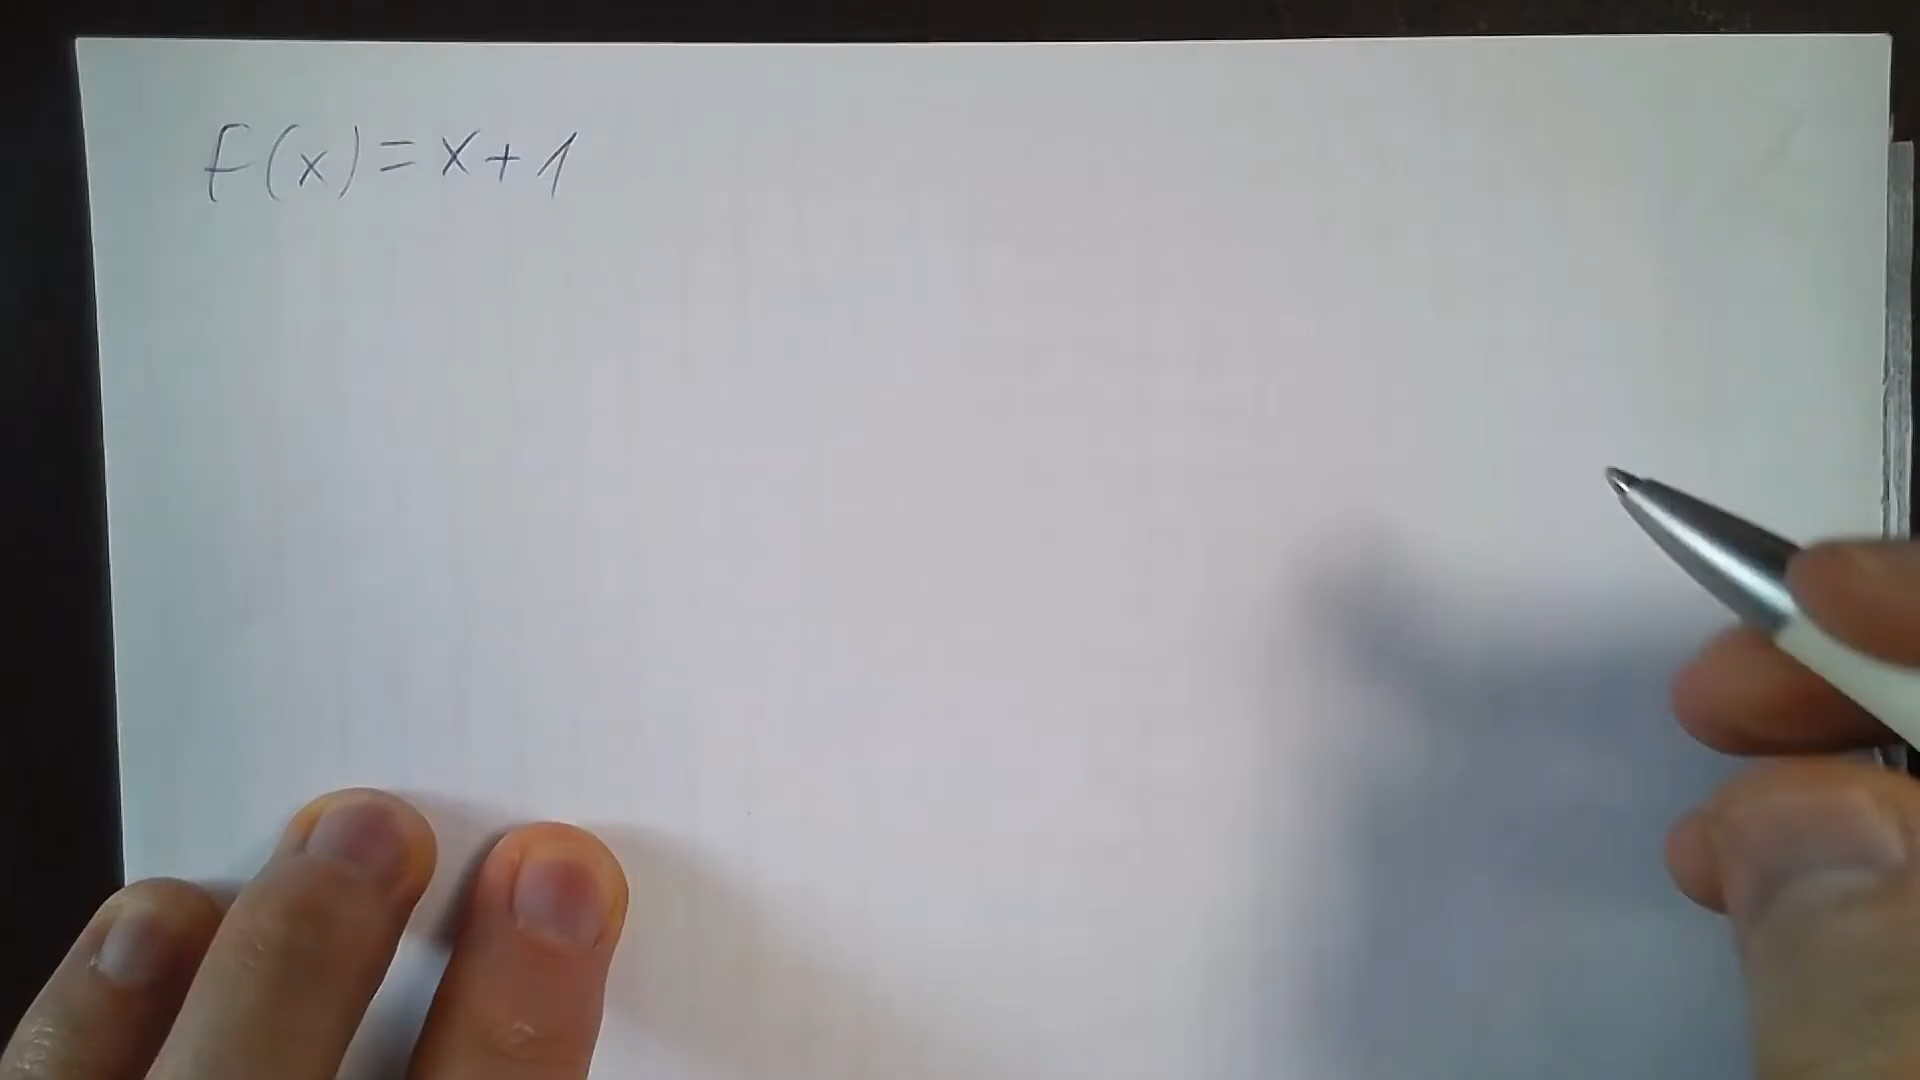 f(x) = x + 1